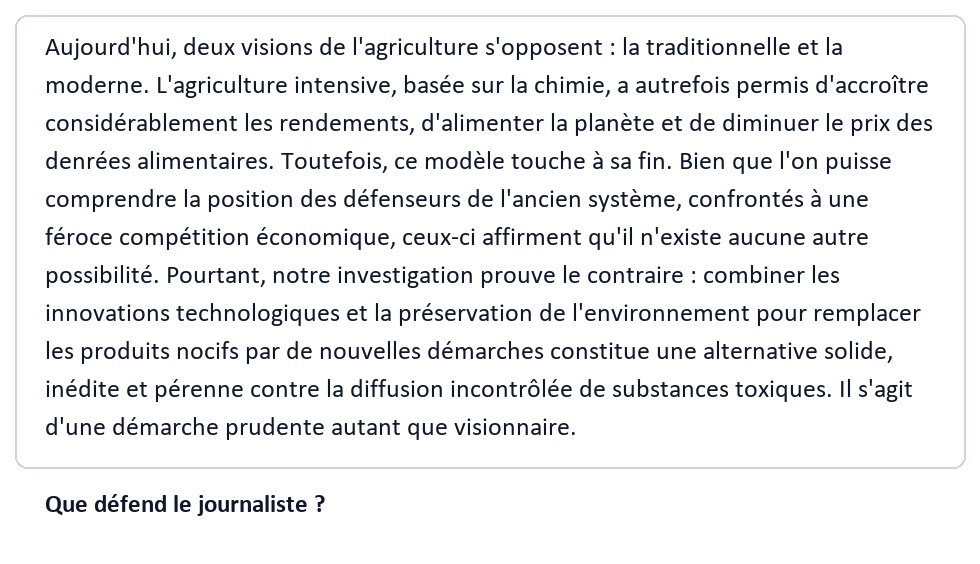 Aujourd'hui, deux visions de l'agriculture s'opposent : la traditionnelle et la
moderne. L'agriculture intensive, basée sur la chimie, a autrefois permis d'accroître
considérablement les rendements, d'alimenter la planète et de diminuer le prix des
denrées alimentaires. Toutefois, ce modèle touche à sa fin. Bien que l'on puisse
comprendre la position des défenseurs de l'ancien système, confrontés à une
féroce compétition économique, ceux-ci affirment qu'il n'existe aucune autre
possibilité. Pourtant, notre investigation prouve le contraire : combiner les
innovations technologiques et la préservation de l'environnement pour remplacer
les produits nocifs par de nouvelles démarches constitue une alternative solide,
inédite et pérenne contre la diffusion incontrôlée de substances toxiques. Il s'agit
d'une démarche prudente autant que visionnaire.
Que défend le journaliste ?